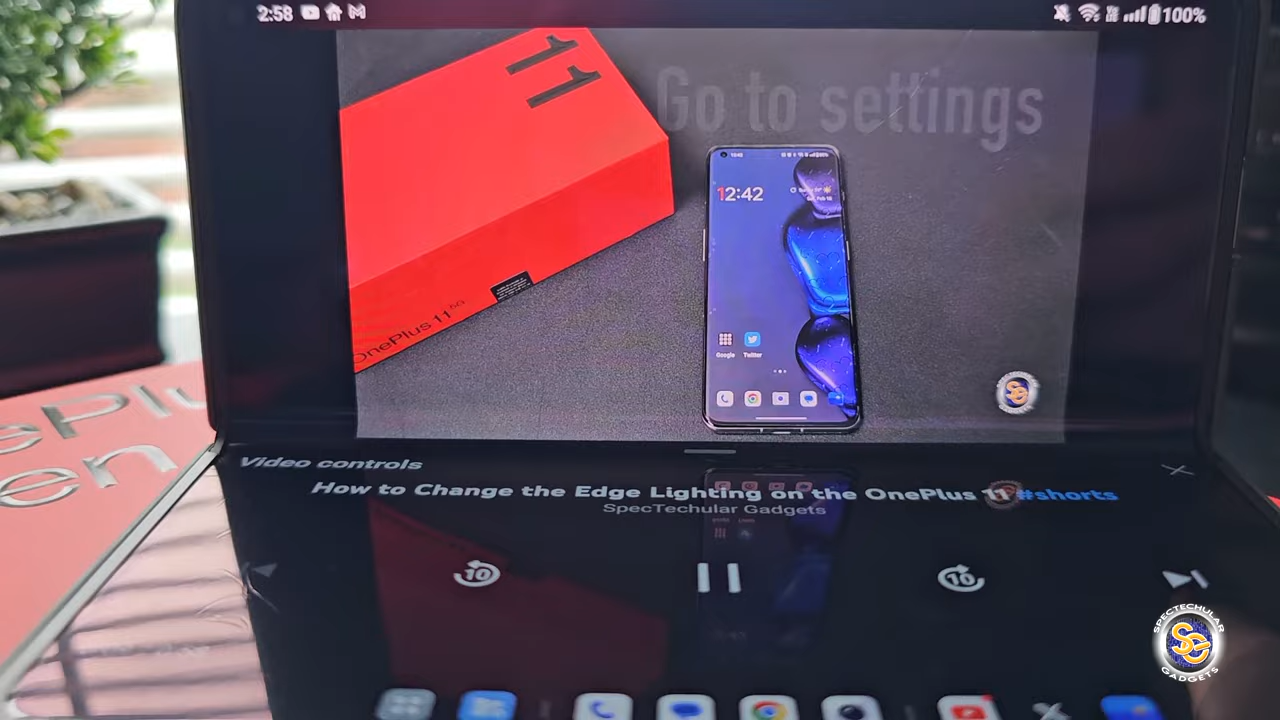 2:58
100%
11
Go to settings
12:42
Google Twitter
OnePlus 11 5G
Video controls
How to Change the Edge Lighting on the OnePlus 11 #shorts
SpecTechular Gadgets
10
10
SPECTECHULAR
SG
GADGETS